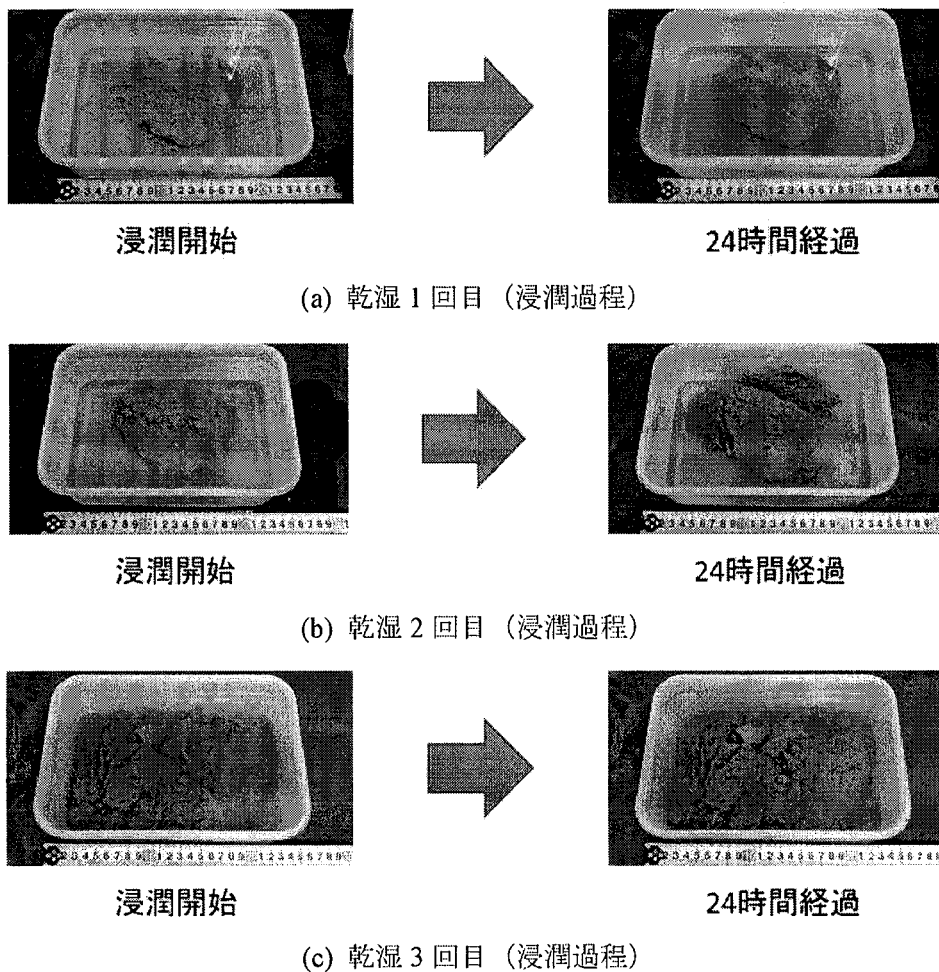 浸潤開始
24時間経過
(a) 乾湿 1 回目（浸潤過程）
浸潤開始
24時間経過
(b) 乾湿 2 回目（浸潤過程）
浸潤開始
24時間経過
(c) 乾湿 3 回目（浸潤過程）